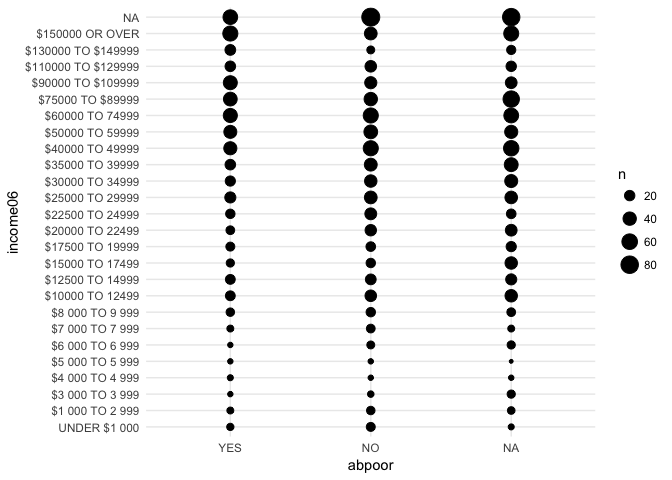 NA
$150000 OR OVER
$130000 TO $149999
$110000 TO $129999
$90000 TO $109999
$75000 TO $89999
$60000 TO 74999
$50000 TO 59999
$40000 TO 49999
$35000 TO 39999
$30000 TO 34999
$25000 TO 29999
$22500 TO 24999
$20000 TO 22499
$17500 TO 19999
$15000 TO 17499
$12500 TO 14999
$10000 TO 12499
$8 000 TO 9 999
$7 000 TO 7 999
$6 000 TO 6 999
$5 000 TO 5 999
$4 000 TO 4 999
$3 000 TO 3 999
$1 000 TO 2 999
UNDER $1 000
income06
YES NO NA
abpoor
n
20
40
60
80